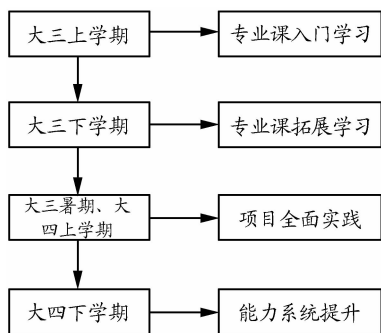 大三上学期
专业课入门学习
大三下学期
专业课拓展学习
大三暑期、大
四上学期
项目全面实践
大四下学期
能力系统提升